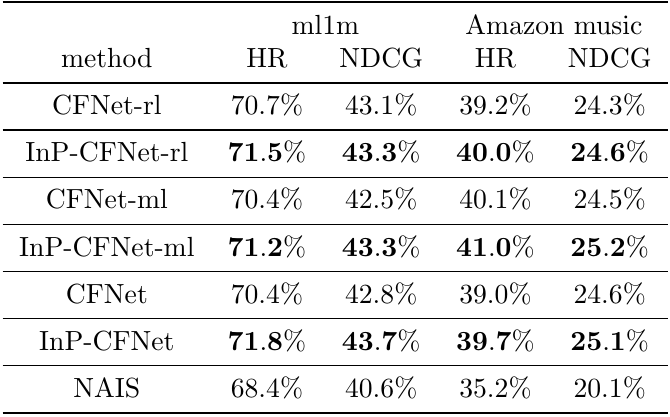 ml1m Amazon music
method HR NDCG HR NDCG
CFNet-rl 70.7% 43.1% 39.2% 24.3%
InP-CFNet-rl 71.5% 43.3% 40.0% 24.6%
CFNet-ml 70.4% 42.5% 40.1% 24.5%
InP-CFNet-ml 71.2% 43.3% 41.0% 25.2%
CFNet 70.4% 42.8% 39.0% 24.6%
InP-CFNet 71.8% 43.7% 39.7% 25.1%
NAIS 68.4% 40.6% 35.2% 20.1%